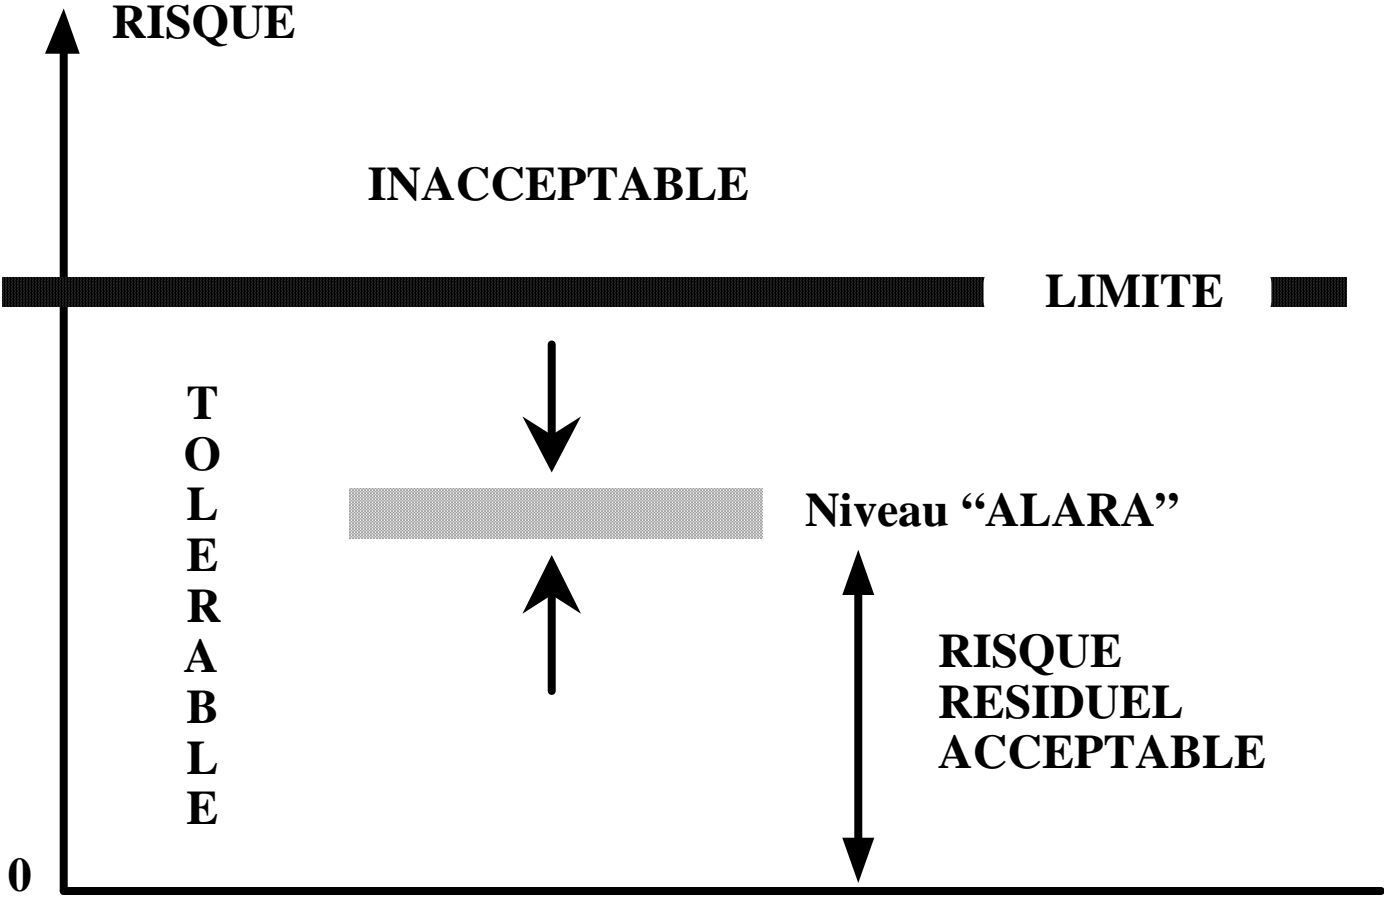 RISQUE
INACCEPTABLE
LIMITE
T
O
L
E
R
A
B
L
E
Niveau “ALARA”
RISQUE
RESIDUEL
ACCEPTABLE
0